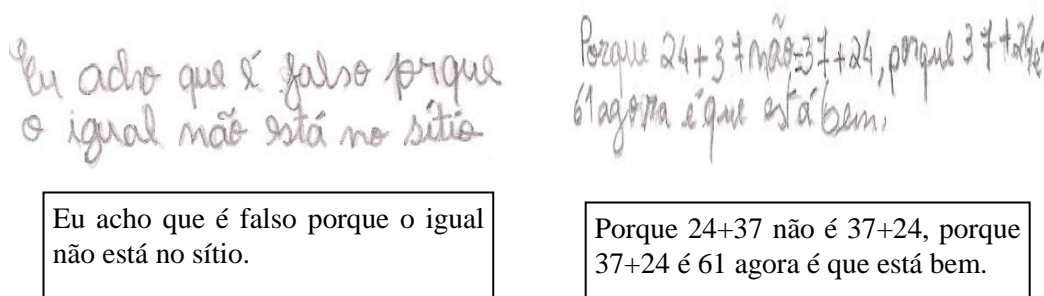 Eu acho que é falso porque
o igual não está no sítio
Eu acho que é falso porque o igual
não está no sítio.
Porque 24+37 não=37+24, porque 37+24 é
61 agora é que está bem.
Porque 24+37 não é 37+24, porque
37+24 é 61 agora é que está bem.